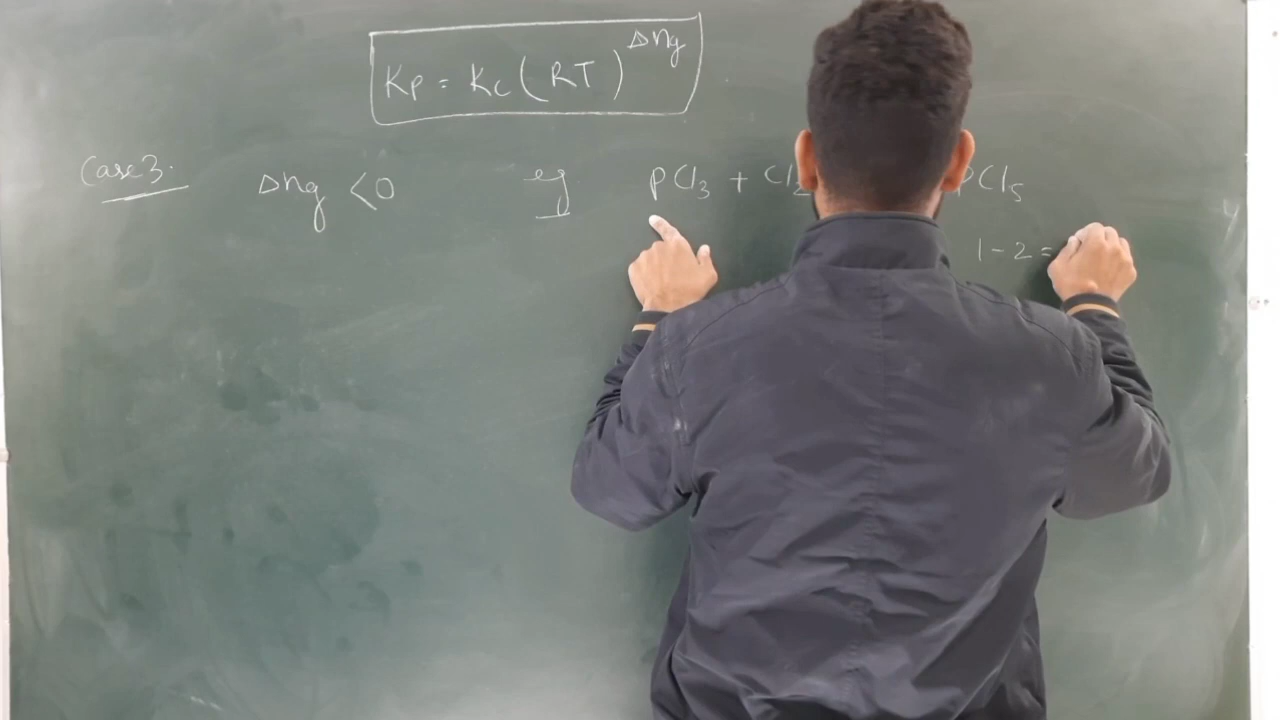 Kp = Kc (RT)^Δng
Case 3. Δng <0 eg PCl3 + Cl2 PCl5
1 - 2 =